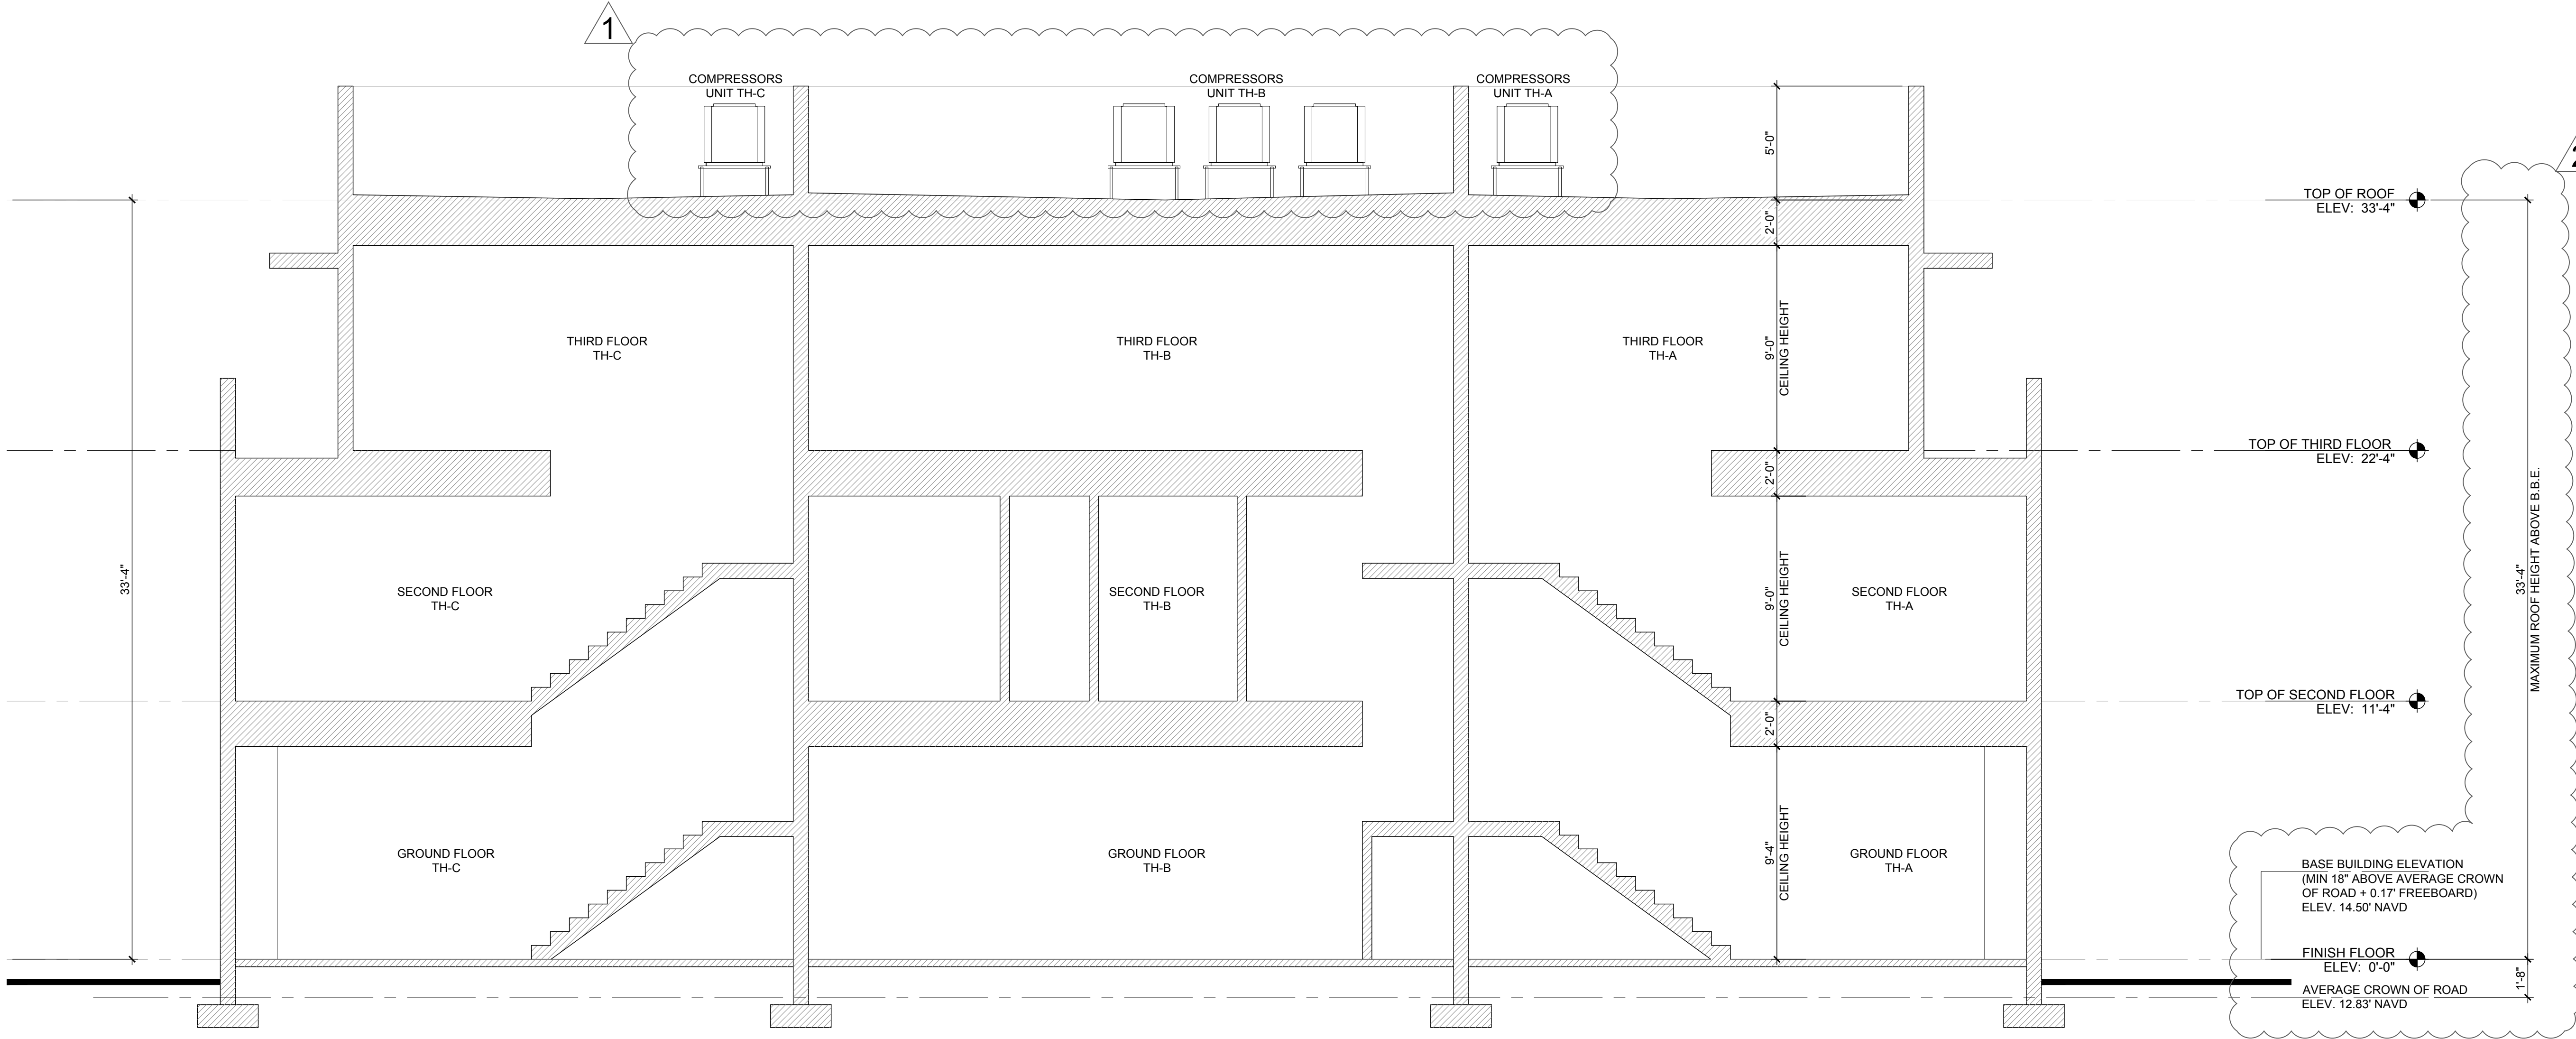 1
COMPRESSORS
UNIT TH-C
COMPRESSORS
UNIT TH-B
COMPRESSORS
UNIT TH-A
5'-0"
TOP OF ROOF
ELEV: 33'-4"
2'-0"
THIRD FLOOR
TH-C
THIRD FLOOR
TH-B
THIRD FLOOR
TH-A
9'-0"
CEILING HEIGHT
TOP OF THIRD FLOOR
ELEV: 22'-4"
2'-0"
33'-4"
SECOND FLOOR
TH-C
SECOND FLOOR
TH-B
9'-0"
CEILING HEIGHT
SECOND FLOOR
TH-A
33'-4"
MAXIMUM ROOF HEIGHT ABOVE B.B.E.
TOP OF SECOND FLOOR
ELEV: 11'-4"
2'-0"
GROUND FLOOR
TH-C
GROUND FLOOR
TH-B
9'-4"
CEILING HEIGHT
GROUND FLOOR
TH-A
BASE BUILDING ELEVATION
(MIN 18" ABOVE AVERAGE CROWN
OF ROAD + 0.17' FREEBOARD)
ELEV. 14.50' NAVD
FINISH FLOOR
ELEV: 0'-0"
1'-8"
AVERAGE CROWN OF ROAD
ELEV. 12.83' NAVD